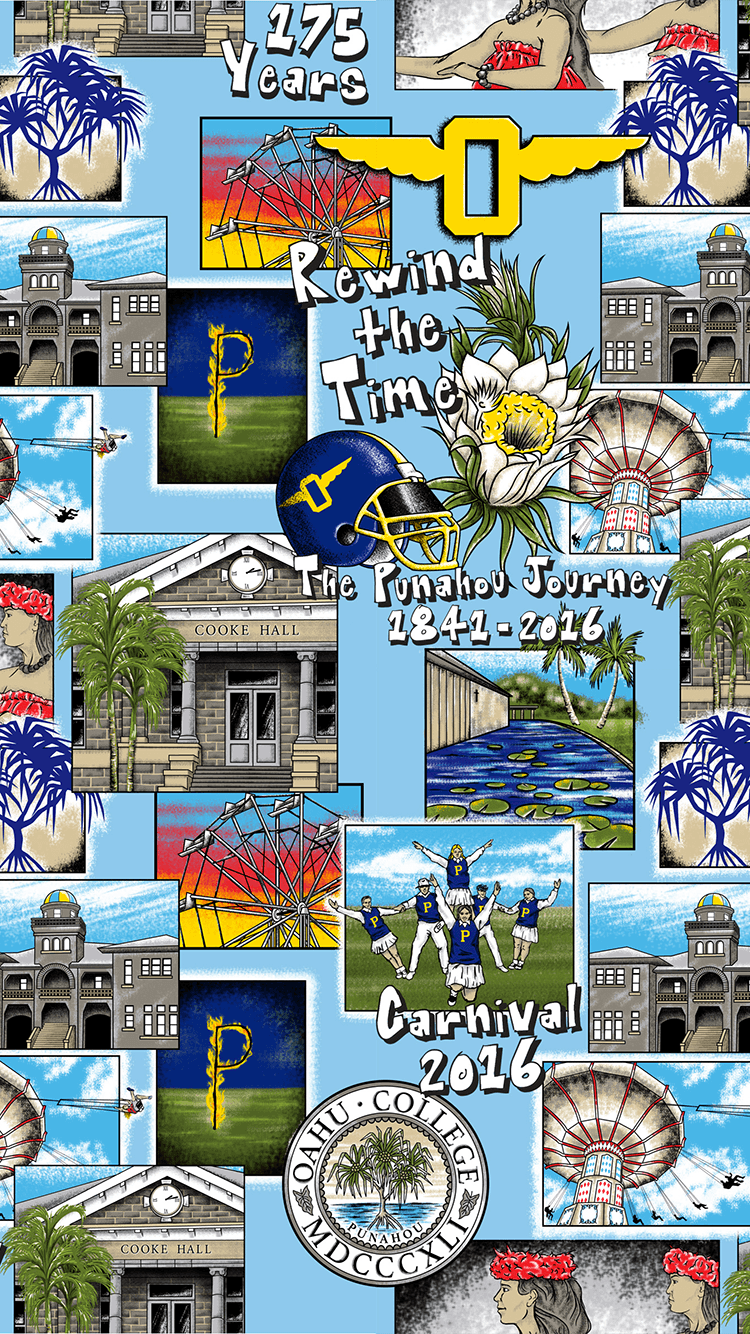 175
Years
O
Rewind
the
Time
P
O
The Punahou Journey
1841 - 2016
COOKE HALL
P
P
P
P
P
P
Carnival
2016
P
OAHU • COLLEGE
PUNAHOU
MDCCCXLI
COOKE HALL